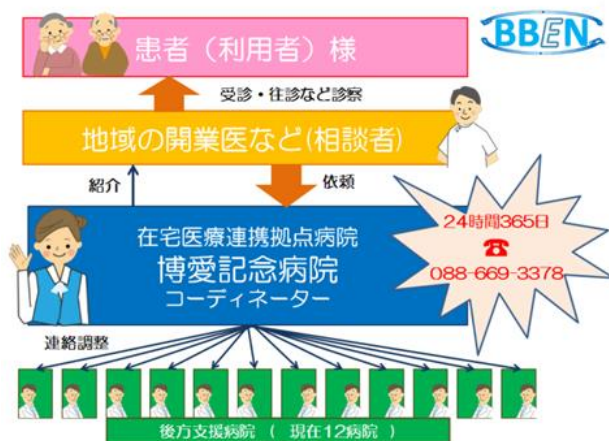 患者（利用者）様
BBEN
受診・往診など診察
地域の開業医など(相談者)
紹介
依頼
在宅医療連携拠点病院
博愛記念病院
コーディネーター
24時間365日
☎
088-669-3378
連絡調整
後方支援病院 （ 現在12病院 ）